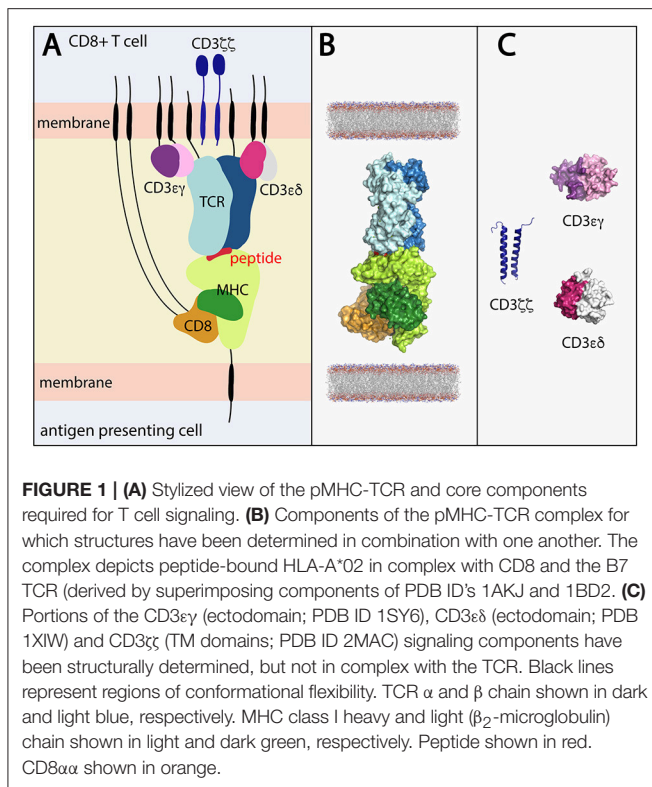 A
CD8+ T cell
CD3ζζ
membrane
CD3εγ
TCR
CD3εδ
peptide
MHC
CD8
membrane
antigen presenting cell
B
C
CD3εγ
CD3ζζ
CD3εδ
FIGURE 1 | (A) Stylized view of the pMHC-TCR and core components
required for T cell signaling. (B) Components of the pMHC-TCR complex for
which structures have been determined in combination with one another. The
complex depicts peptide-bound HLA-A*02 in complex with CD8 and the B7
TCR (derived by superimposing components of PDB ID's 1AKJ and 1BD2. (C)
Portions of the CD3εγ (ectodomain; PDB ID 1SY6), CD3εδ (ectodomain; PDB
1XIW) and CD3ζζ (TM domains; PDB ID 2MAC) signaling components have
been structurally determined, but not in complex with the TCR. Black lines
represent regions of conformational flexibility. TCR α and β chain shown in dark
and light blue, respectively. MHC class I heavy and light (β₂-microglobulin)
chain shown in light and dark green, respectively. Peptide shown in red.
CD8αα shown in orange.